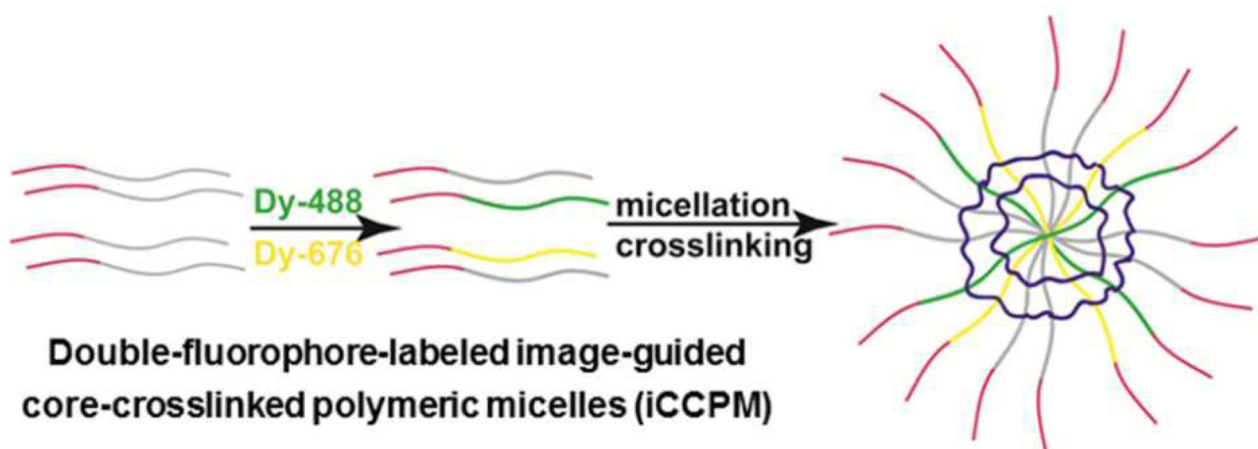 Dy-488
Dy-676
micellation
crosslinking
Double-fluorophore-labeled image-guided
core-crosslinked polymeric micelles (iCCPM)